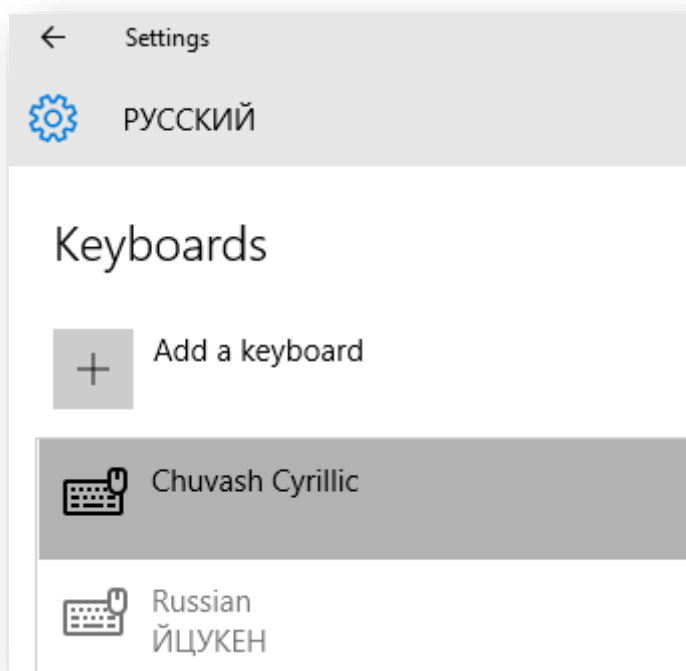 Settings
РУССКИЙ
Keyboards
Add a keyboard
Chuvash Cyrillic
Russian
ЙЦУКЕН